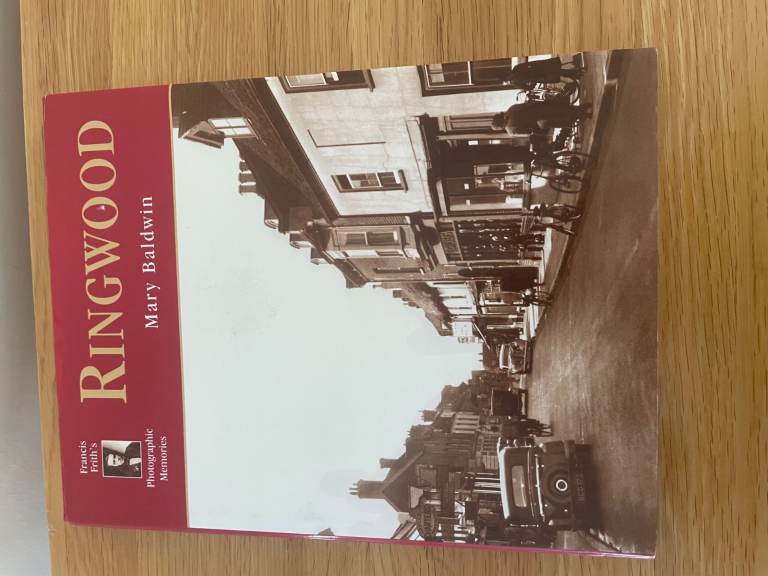 Francis
Frith's
Photographic
Memories
RINGWOOD
Mary Baldwin